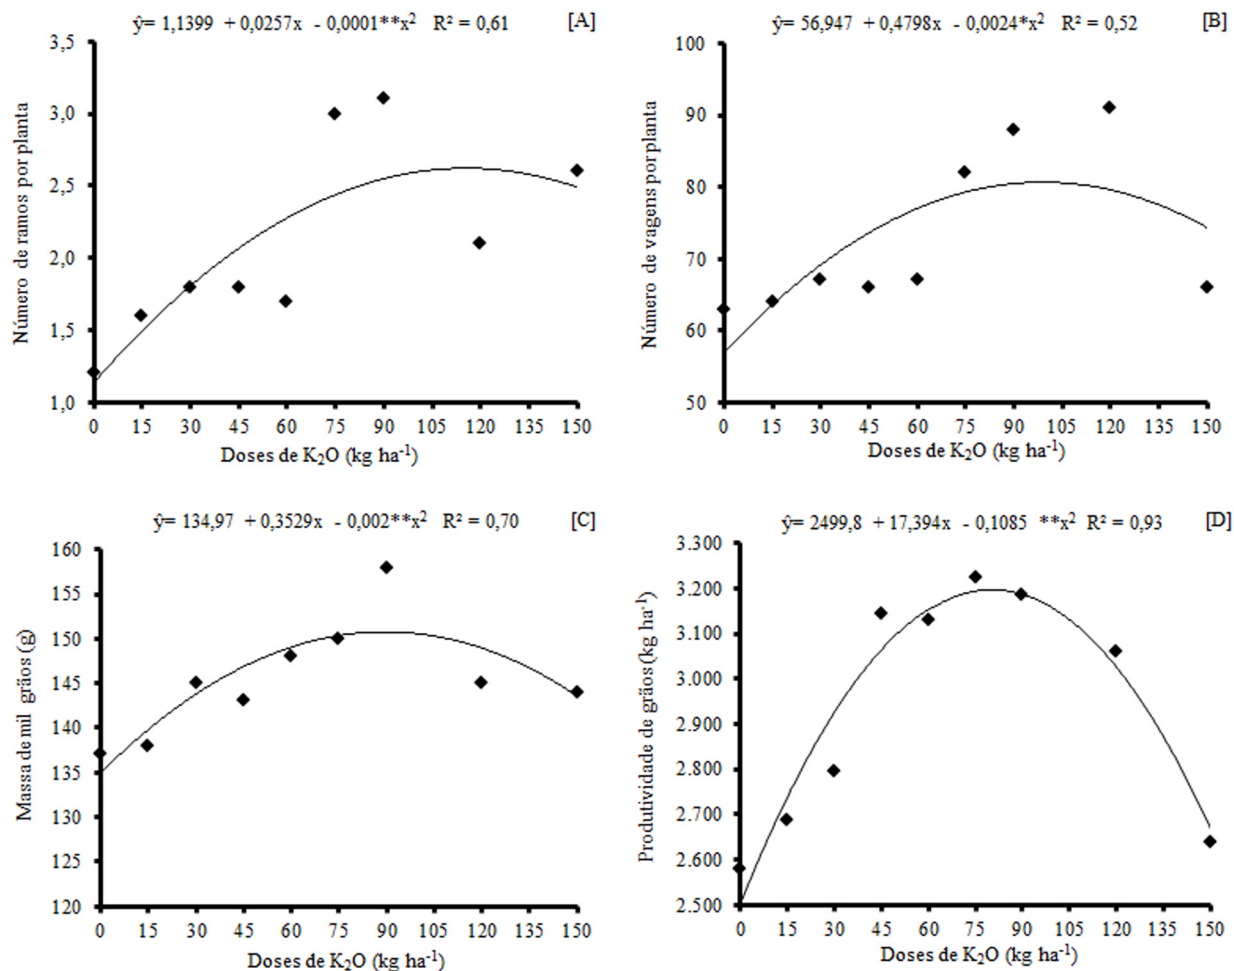 ŷ= 1,1399 + 0,0257x - 0,0001**x² R² = 0,61 [A]
3,5
3,0
2,5
2,0
1,5
1,0
Número de ramos por planta
0 15 30 45 60 75 90 105 120 135 150
Doses de K₂O (kg ha⁻¹)
ŷ= 56,947 + 0,4798x - 0,0024*x² R² = 0,52 [B]
100
90
80
70
60
50
Número de vagens por planta
0 15 30 45 60 75 90 105 120 135 150
Doses de K₂O (kg ha⁻¹)
ŷ= 134,97 + 0,3529x - 0,002**x² R² = 0,70 [C]
160
155
150
145
140
135
130
125
120
Massa de mil grãos (g)
0 15 30 45 60 75 90 105 120 135 150
Doses de K₂O (kg ha⁻¹)
ŷ= 2499,8 + 17,394x - 0,1085 **x² R² = 0,93 [D]
3.300
3.200
3.100
3.000
2.900
2.800
2.700
2.600
2.500
Produtividade de grãos (kg ha⁻¹)
0 15 30 45 60 75 90 105 120 135 150
Doses de K₂O (kg ha⁻¹)